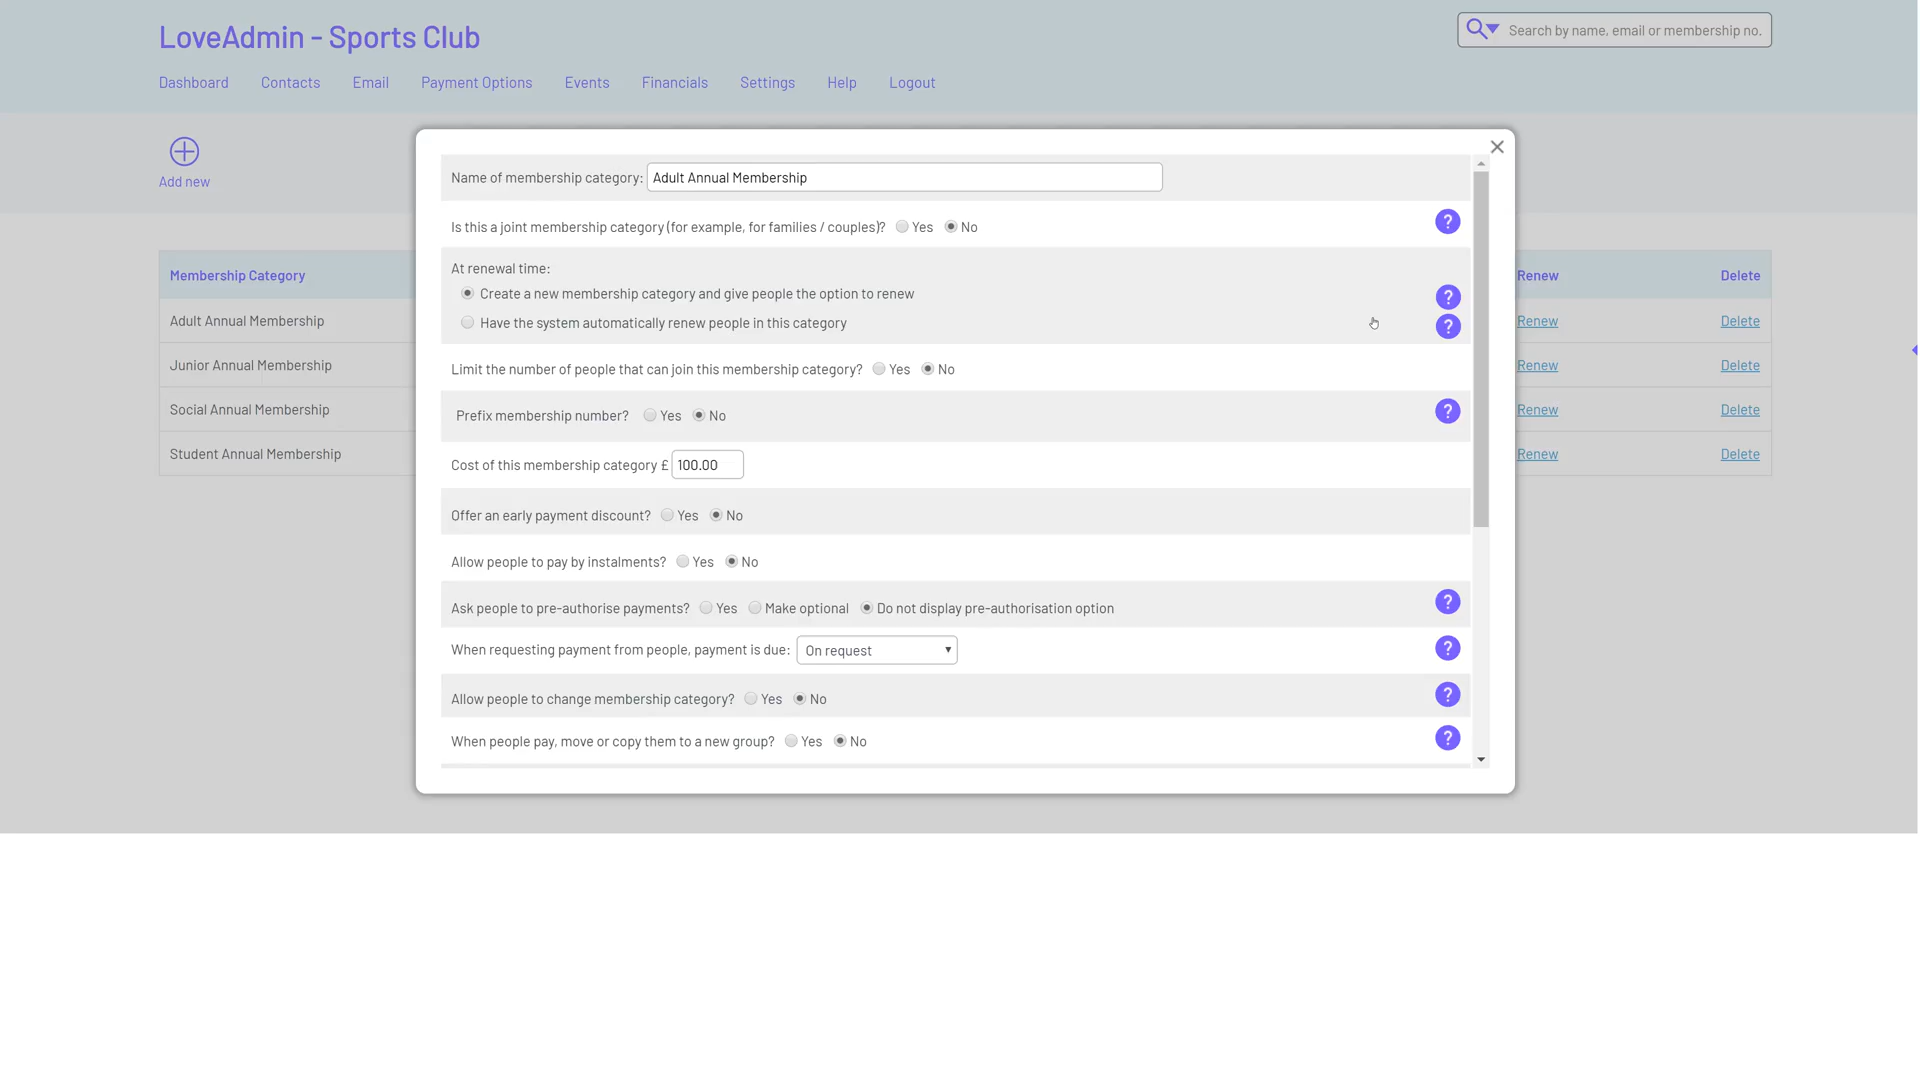 LoveAdmin - Sports Club
Search by name, email or membership no.
Dashboard Contacts Email Payment Options Events Financials Settings Help Logout
Add new
Name of membership category: Adult Annual Membership
Is this a joint membership category (for example, for families / couples)? Yes No ?
At renewal time:
Create a new membership category and give people the option to renew ?
Have the system automatically renew people in this category ?
Limit the number of people that can join this membership category? Yes No
Prefix membership number? Yes No ?
Cost of this membership category £ 100.00
Offer an early payment discount? Yes No
Allow people to pay by instalments? Yes No
Ask people to pre-authorise payments? Yes Make optional Do not display pre-authorisation option ?
When requesting payment from people, payment is due: On request ?
Allow people to change membership category? Yes No ?
When people pay, move or copy them to a new group? Yes No ?
Membership Category Renew Delete
Adult Annual Membership Renew Delete
Junior Annual Membership Renew Delete
Social Annual Membership Renew Delete
Student Annual Membership Renew Delete